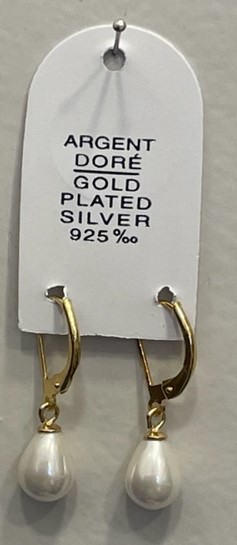 ARGENT
DORÉ
GOLD
PLATED
SILVER
925‰